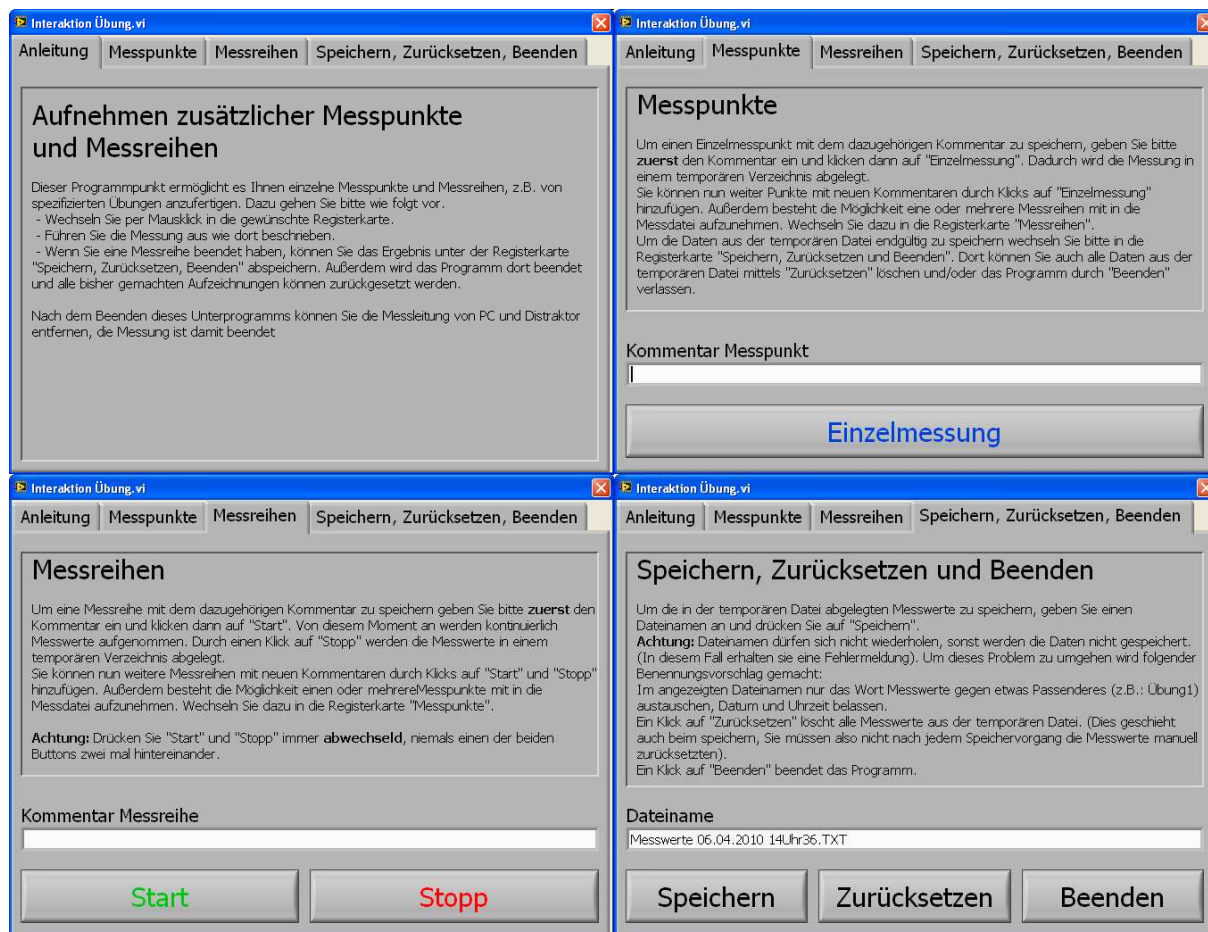 Interaktion Übung.vi
Anleitung Messpunkte Messreihen Speichern, Zurücksetzen, Beenden
Aufnehmen zusätzlicher Messpunkte
und Messreihen
Dieser Programmpunkt ermöglicht es Ihnen einzelne Messpunkte und Messreihen, z.B. von
spezifizierten Übungen anzufertigen. Dazu gehen Sie bitte wie folgt vor.
- Wechseln Sie per Mausklick in die gewünschte Registerkarte.
- Führen Sie die Messung aus wie dort beschrieben.
- Wenn Sie eine Messreihe beendet haben, können Sie das Ergebnis unter der Registerkarte
"Speichern, Zurücksetzen, Beenden" abspeichern. Außerdem wird das Programm dort beendet
und alle bisher gemachten Aufzeichnungen können zurückgesetzt werden.
Nach dem Beenden dieses Unterprogramms können Sie die Messleitung von PC und Distraktor
entfernen, die Messung ist damit beendet
Interaktion Übung.vi
Anleitung Messpunkte Messreihen Speichern, Zurücksetzen, Beenden
Messpunkte
Um einen Einzelmesspunkt mit dem dazugehörigen Kommentar zu speichern, geben Sie bitte
zuerst den Kommentar ein und klicken dann auf "Einzelmessung". Dadurch wird die Messung in
einem temporären Verzeichnis abgelegt.
Sie können nun weiter Punkte mit neuen Kommentaren durch Klicks auf "Einzelmessung"
hinzufügen. Außerdem besteht die Möglichkeit eine oder mehrere Messreihen mit in die
Messdatei aufzunehmen. Wechseln Sie dazu in die Registerkarte "Messreihen".
Um die Daten aus der temporären Datei endgültig zu speichern wechseln Sie bitte in die
Registerkarte "Speichern, Zurücksetzen und Beenden". Dort können Sie auch alle Daten aus der
temporären Datei mittels "Zurücksetzen" löschen und/oder das Programm durch "Beenden"
verlassen.
Kommentar Messpunkt
Einzelmessung
Interaktion Übung.vi
Anleitung Messpunkte Messreihen Speichern, Zurücksetzen, Beenden
Messreihen
Um eine Messreihe mit dem dazugehörigen Kommentar zu speichern geben Sie bitte zuerst den
Kommentar ein und klicken dann auf "Start". Von diesem Moment an werden kontinuierlich
Messwerte aufgenommen. Durch einen Klick auf "Stopp" werden die Messwerte in einem
temporären Verzeichnis abgelegt.
Sie können nun weitere Messreihen mit neuen Kommentaren durch Klicks auf "Start" und "Stopp"
hinzufügen. Außerdem besteht die Möglichkeit einen oder mehrereMesspunkte mit in die
Messdatei aufzunehmen. Wechseln Sie dazu in die Registerkarte "Messpunkte".
Achtung: Drücken Sie "Start" und "Stopp" immer abwechseld, niemals einen der beiden
Buttons zwei mal hintereinander.
Kommentar Messreihe
Start Stopp
Interaktion Übung.vi
Anleitung Messpunkte Messreihen Speichern, Zurücksetzen, Beenden
Speichern, Zurücksetzen und Beenden
Um die in der temporären Datei abgelegten Messwerte zu speichern, geben Sie einen
Dateinamen an und drücken Sie auf "Speichern".
Achtung: Dateinamen dürfen sich nicht wiederholen, sonst werden die Daten nicht gespeichert.
(In diesem Fall erhalten sie eine Fehlermeldung). Um dieses Problem zu umgehen wird folgender
Benennungsvorschlag gemacht:
Im angezeigten Dateinamen nur das Wort Messwerte gegen etwas Passenderes (z.B.: Übung1)
austauschen, Datum und Uhrzeit belassen.
Ein Klick auf "Zurücksetzen" löscht alle Messwerte aus der temporären Datei. (Dies geschieht
auch beim speichern, Sie müssen also nicht nach jedem Speichervorgang die Messwerte manuell
zurücksetzten).
Ein Klick auf "Beenden" beendet das Programm.
Dateiname
Messwerte 06.04.2010 14Uhr36.TXT
Speichern Zurücksetzen Beenden